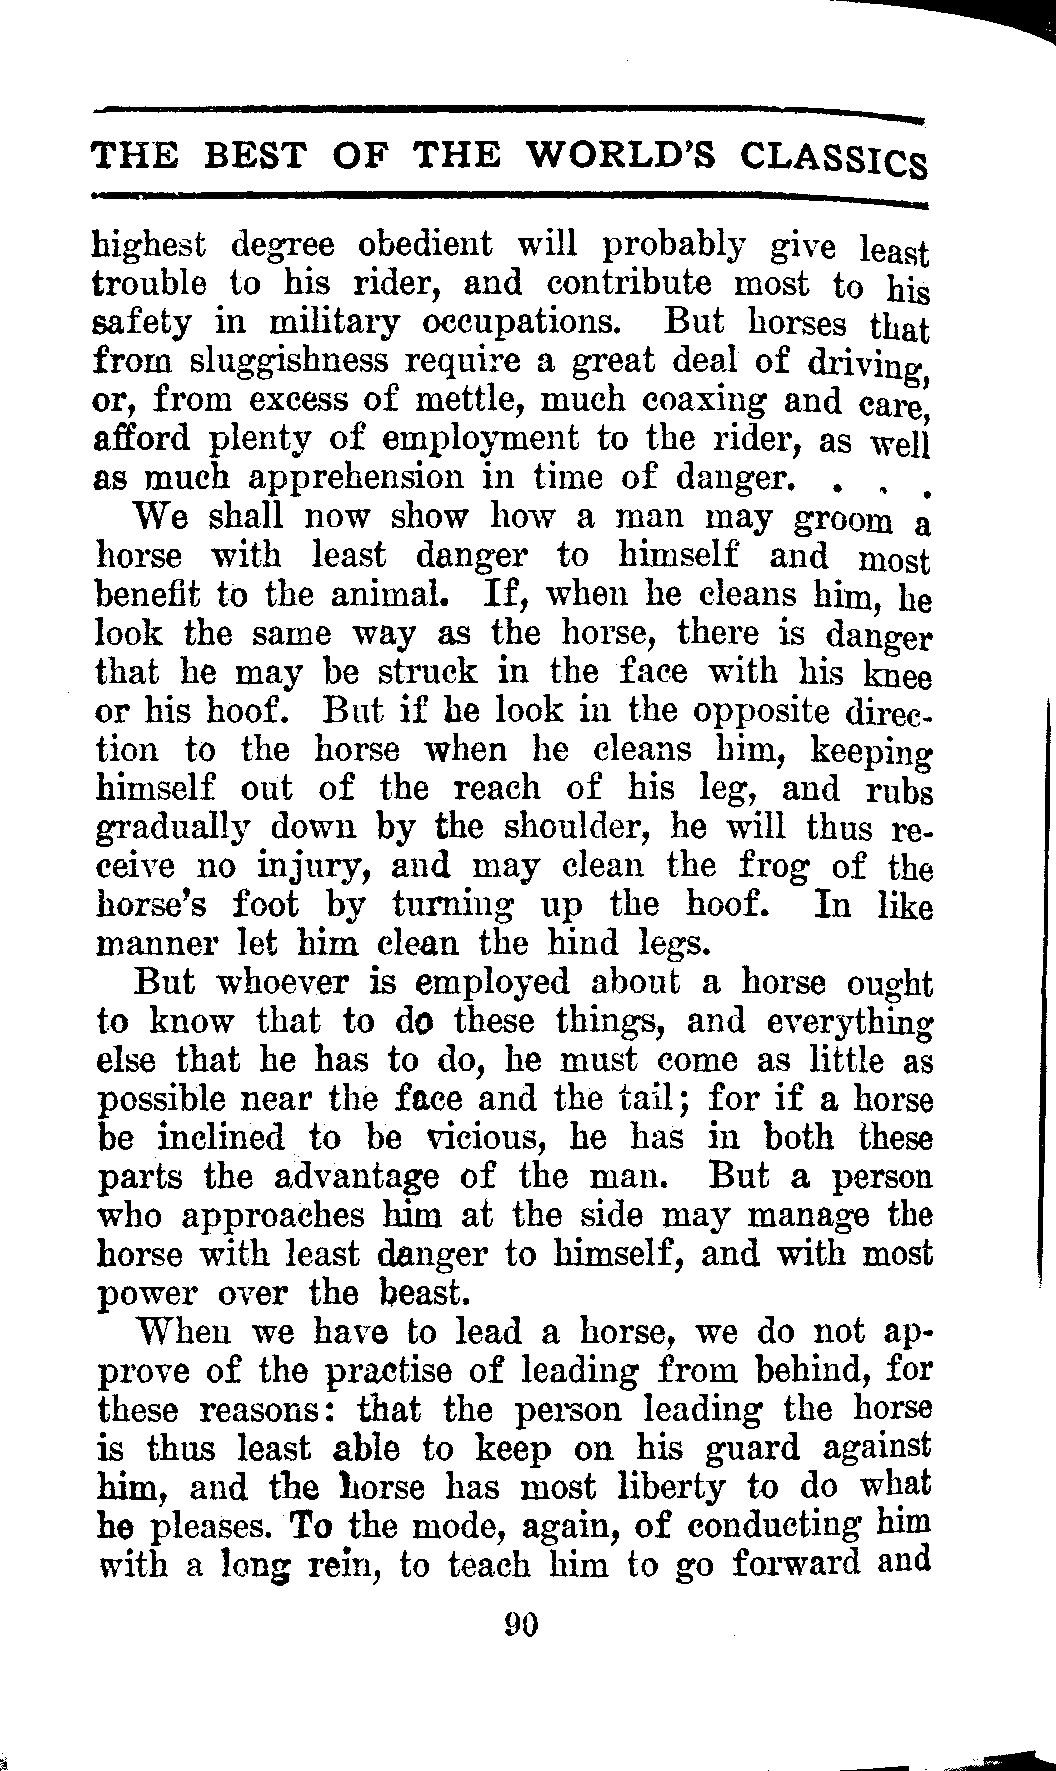 THE BEST OF THE WORLD'S CLASSICS
highest degree obedient will probably give least
trouble to his rider, and contribute most to his
safety in military occupations. But horses that
from sluggishness require a great deal of driving,
or, from excess of mettle, much coaxing and care,
afford plenty of employment to the rider, as well
as much apprehension in time of danger. . . .
We shall now show how a man may groom a
horse with least danger to himself and most
benefit to the animal. If, when he cleans him, he
look the same way as the horse, there is danger
that he may be struck in the face with his knee
or his hoof. But if he look in the opposite direc-
tion to the horse when he cleans him, keeping
himself out of the reach of his leg, and rubs
gradually down by the shoulder, he will thus re-
ceive no injury, and may clean the frog of the
horse's foot by turning up the hoof. In like
manner let him clean the hind legs.
But whoever is employed about a horse ought
to know that to do these things, and everything
else that he has to do, he must come as little as
possible near the face and the tail; for if a horse
be inclined to be vicious, he has in both these
parts the advantage of the man. But a person
who approaches him at the side may manage the
horse with least danger to himself, and with most
power over the beast.
When we have to lead a horse, we do not ap-
prove of the practise of leading from behind, for
these reasons: that the person leading the horse
is thus least able to keep on his guard against
him, and the horse has most liberty to do what
he pleases. To the mode, again, of conducting him
with a long rein, to teach him to go forward and
90